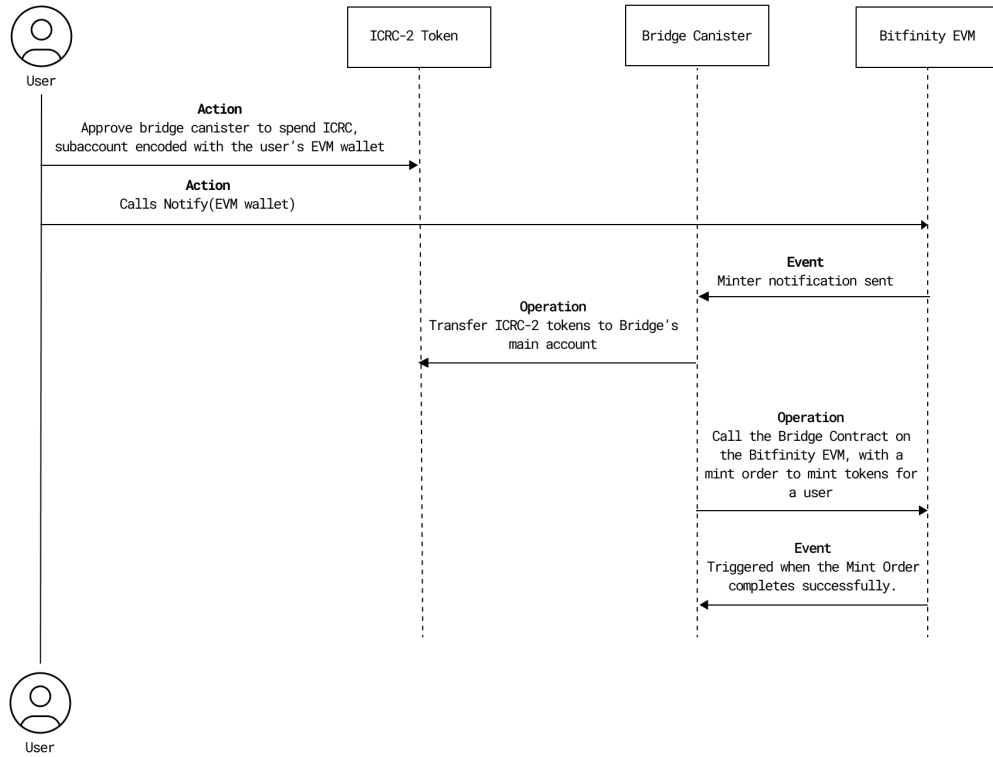 User
ICRC-2 Token
Bridge Canister
Bitfinity EVM
Action
Approve bridge canister to spend ICRC,
subaccount encoded with the user's EVM wallet
Action
Calls Notify(EVM wallet)
Event
Minter notification sent
Operation
Transfer ICRC-2 tokens to Bridge's
main account
Operation
Call the Bridge Contract on
the Bitfinity EVM, with a
mint order to mint tokens for
a user
Event
Triggered when the Mint Order
completes successfully.
User